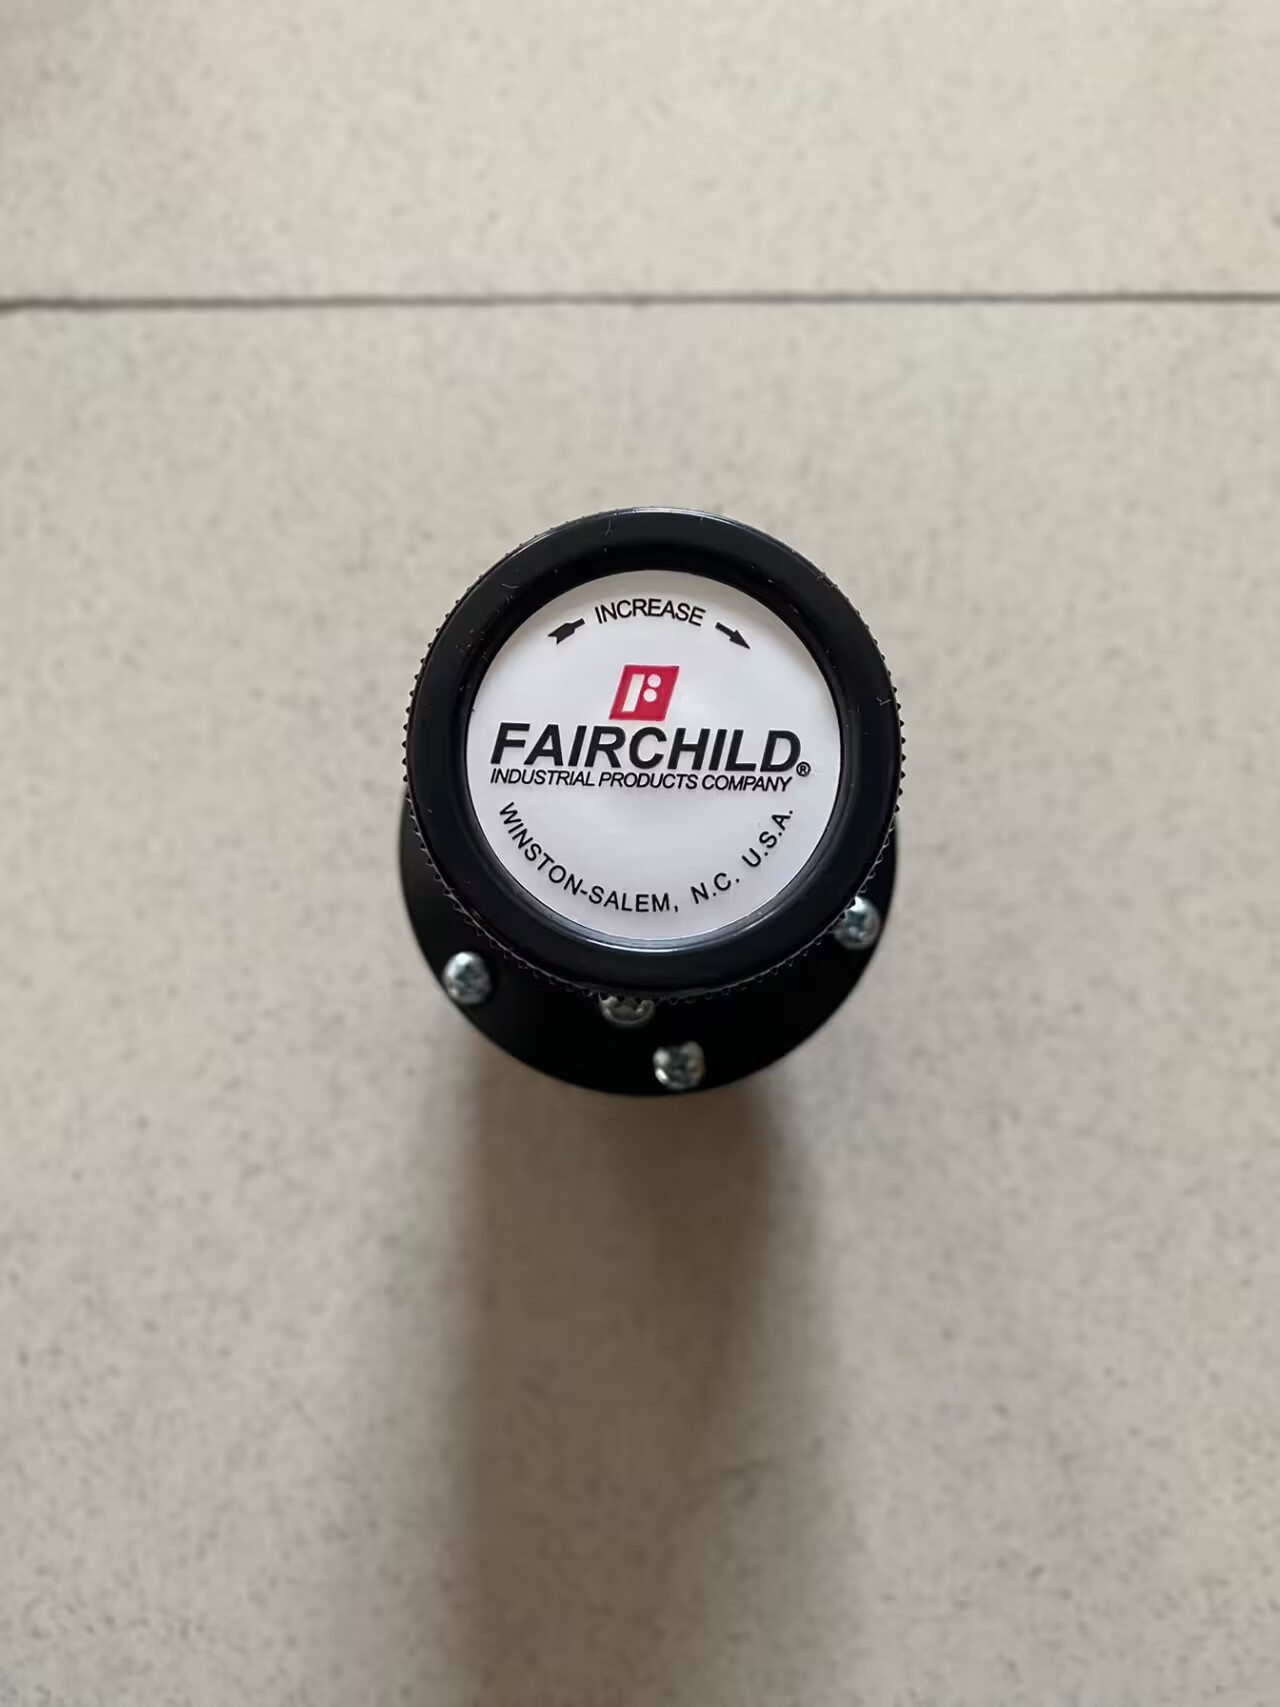 INCREASE
FAIRCHILD®
INDUSTRIAL PRODUCTS COMPANY
WINSTON-SALEM, N.C. U.S.A.